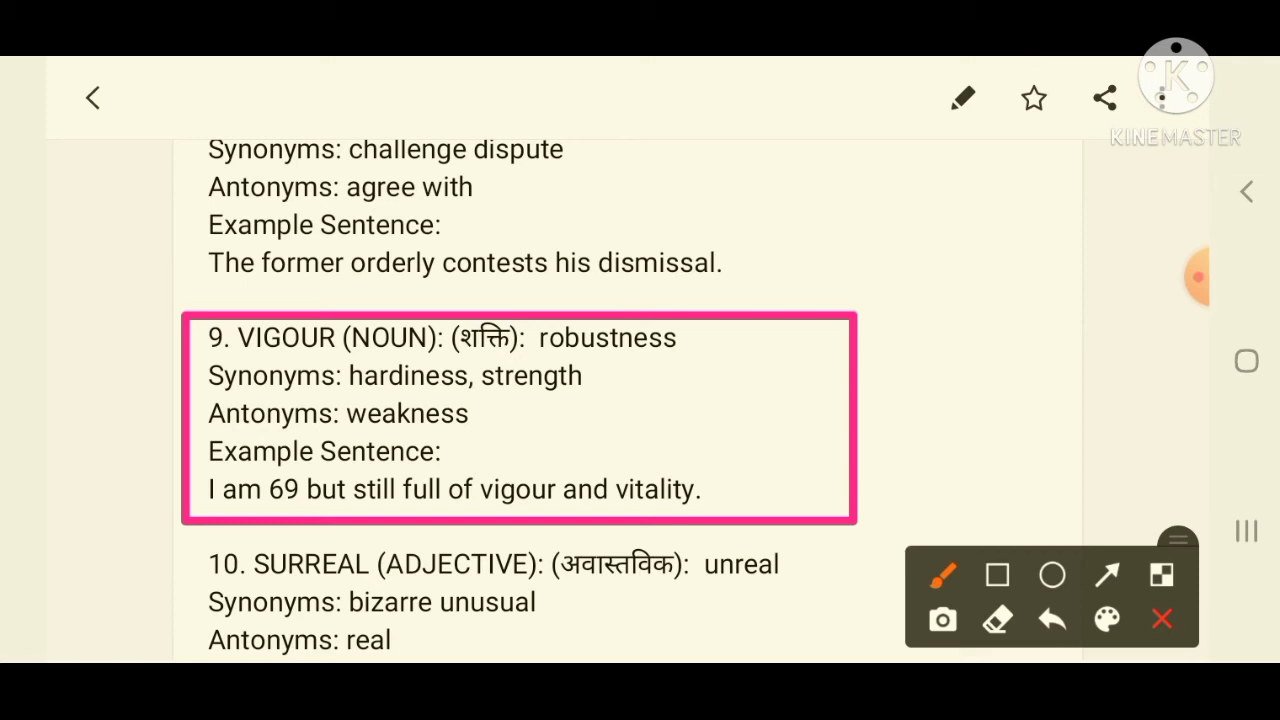 K
KINEMASTER
Synonyms: challenge dispute
Antonyms: agree with
Example Sentence:
The former orderly contests his dismissal.
9. VIGOUR (NOUN): (शक्ति):  robustness
Synonyms: hardiness, strength
Antonyms: weakness
Example Sentence:
I am 69 but still full of vigour and vitality.
10. SURREAL (ADJECTIVE): (अवास्तविक):  unreal
Synonyms: bizarre unusual
Antonyms: real